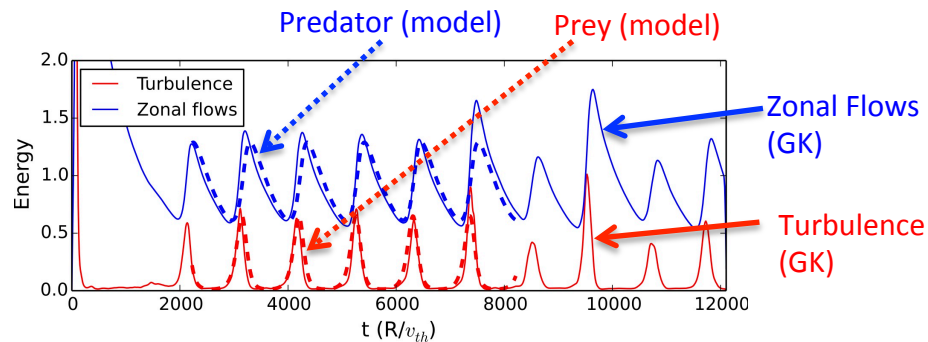 Predator (model)
Prey (model)
2.0
1.5
1.0
0.5
0.0
Energy
Turbulence
Zonal flows
Zonal Flows
(GK)
Turbulence
(GK)
0
2000
4000
6000
8000
10000
12000
t (R/v_th)